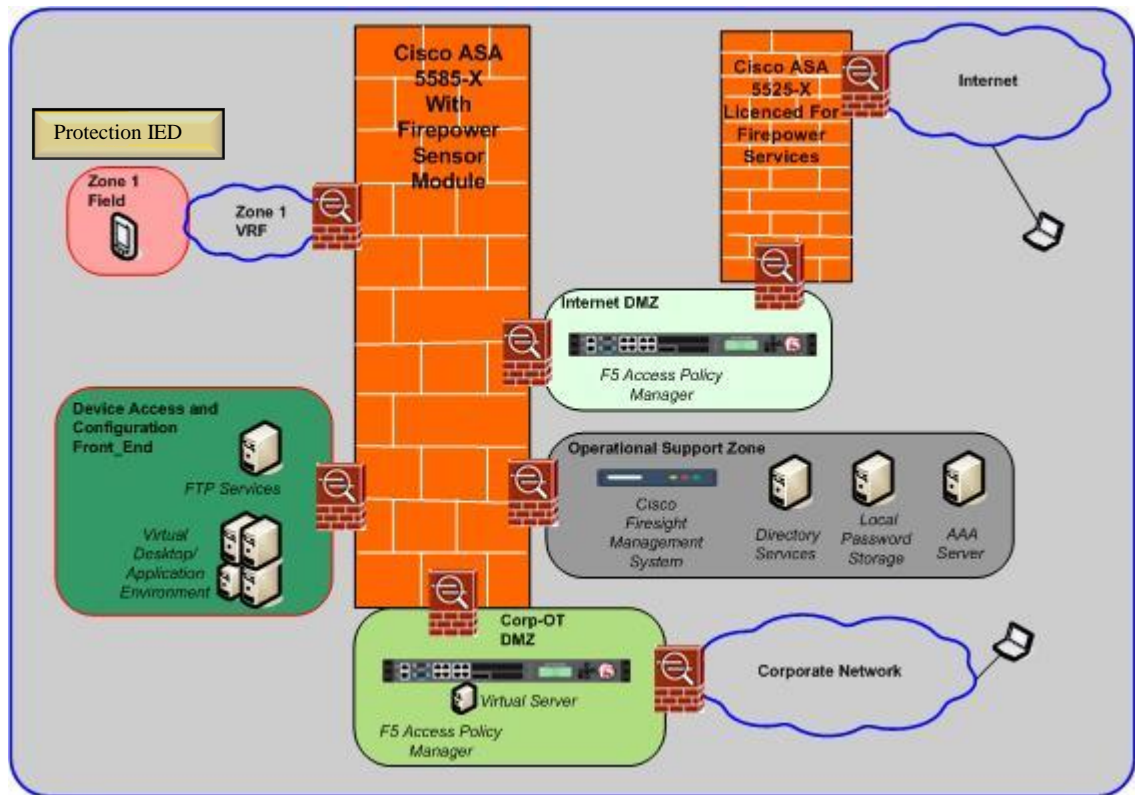 Cisco ASA
5585-X
With
Firepower
Sensor
Module
Cisco ASA
5525-X
Licenced For
Firepower
Services
Internet
Protection IED
Zone 1
Field
Zone 1
VRF
Internet DMZ
F5 Access Policy
Manager
Device Access and
Configuration
Front_End
FTP Services
Virtual
Desktop/
Application
Environment
Operational Support Zone
Cisco
Firesight
Management
System
Directory
Services
Local
Password
Storage
AAA
Server
Corp-OT
DMZ
Virtual Server
F5 Access Policy
Manager
Corporate Network